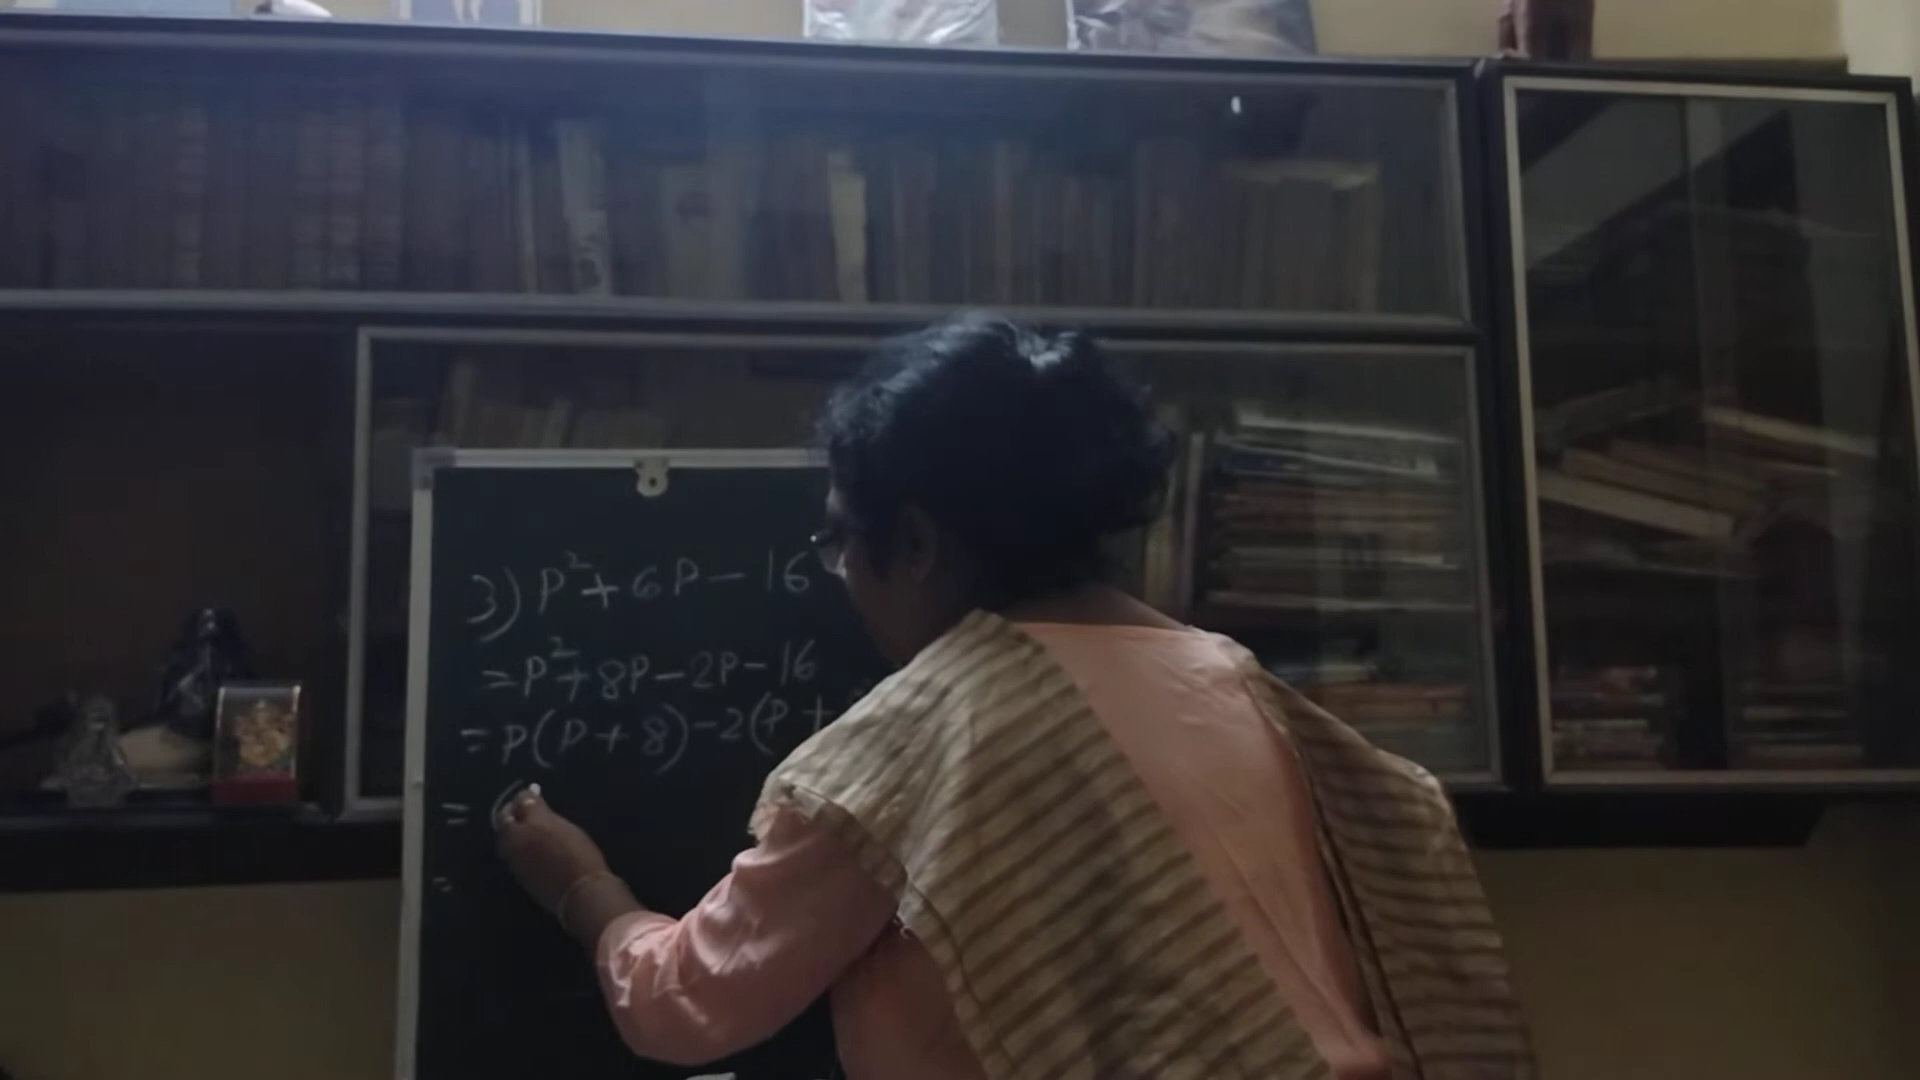 3) P²+ 6P - 16
= P²+ 8P - 2P - 16
= P(P + 8) - 2(P +
= (
=